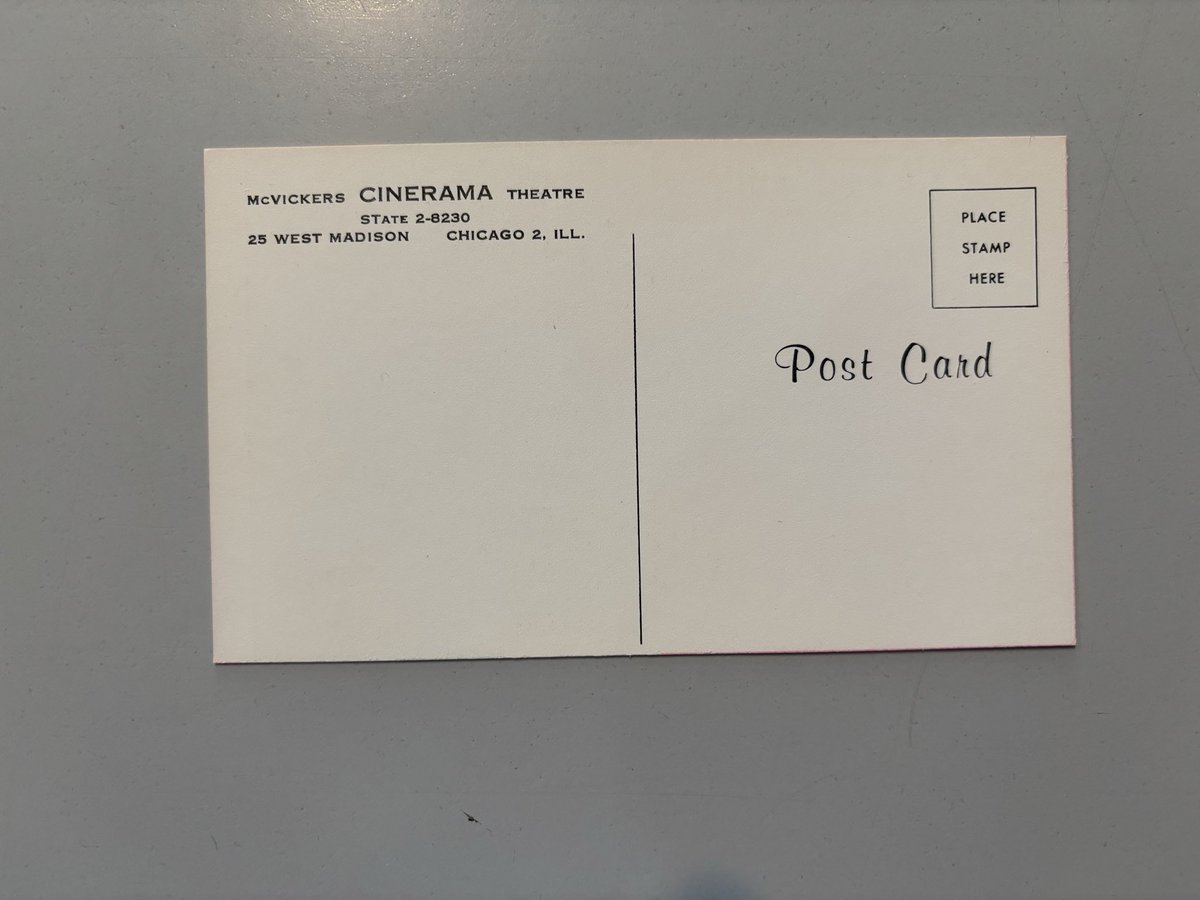 McVICKERS CINERAMA THEATRE
STATE 2-8230
25 WEST MADISON CHICAGO 2, ILL.
PLACE
STAMP
HERE
Post Card